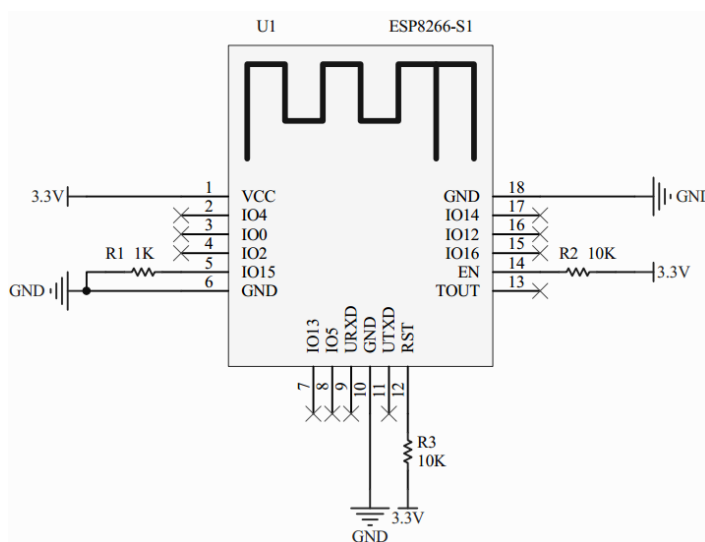 U1 ESP8266-S1
3.3V 1 VCC GND 18 GND
2 IO4 IO14 17
3 IO0 IO12 16
4 IO2 IO16 15
R1 1K 5 IO15 EN 14 R2 10K 3.3V
GND 6 GND TOUT 13
IO13 IO5 URXD GND UTXD RST
7 8 9 10 11 12
R3
10K
3.3V
GND